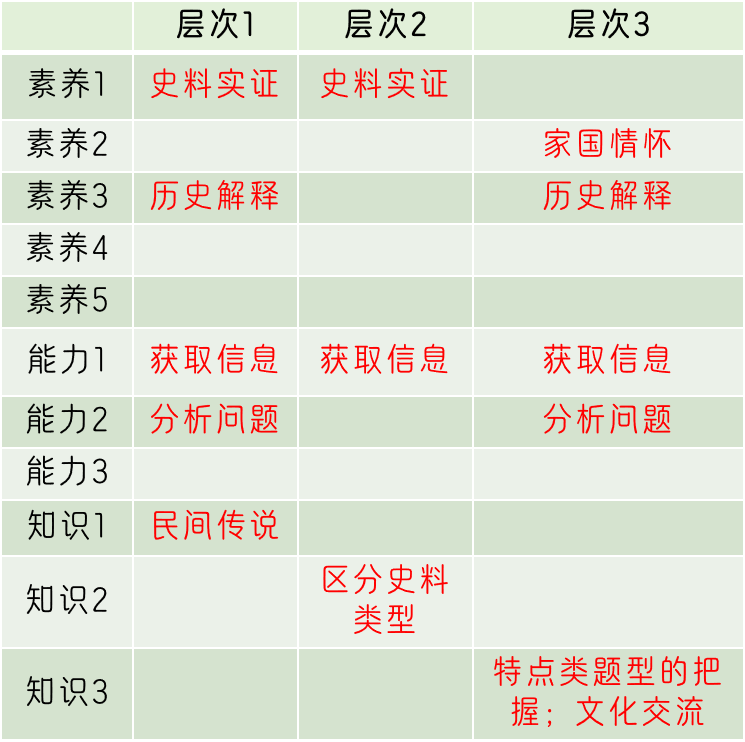 层次1 层次2 层次3
素养1 史料实证 史料实证
素养2 家国情怀
素养3 历史解释 历史解释
素养4
素养5
能力1 获取信息 获取信息 获取信息
能力2 分析问题 分析问题
能力3
知识1 民间传说
知识2 区分史料
类型
知识3 特点类题型的把
握；文化交流